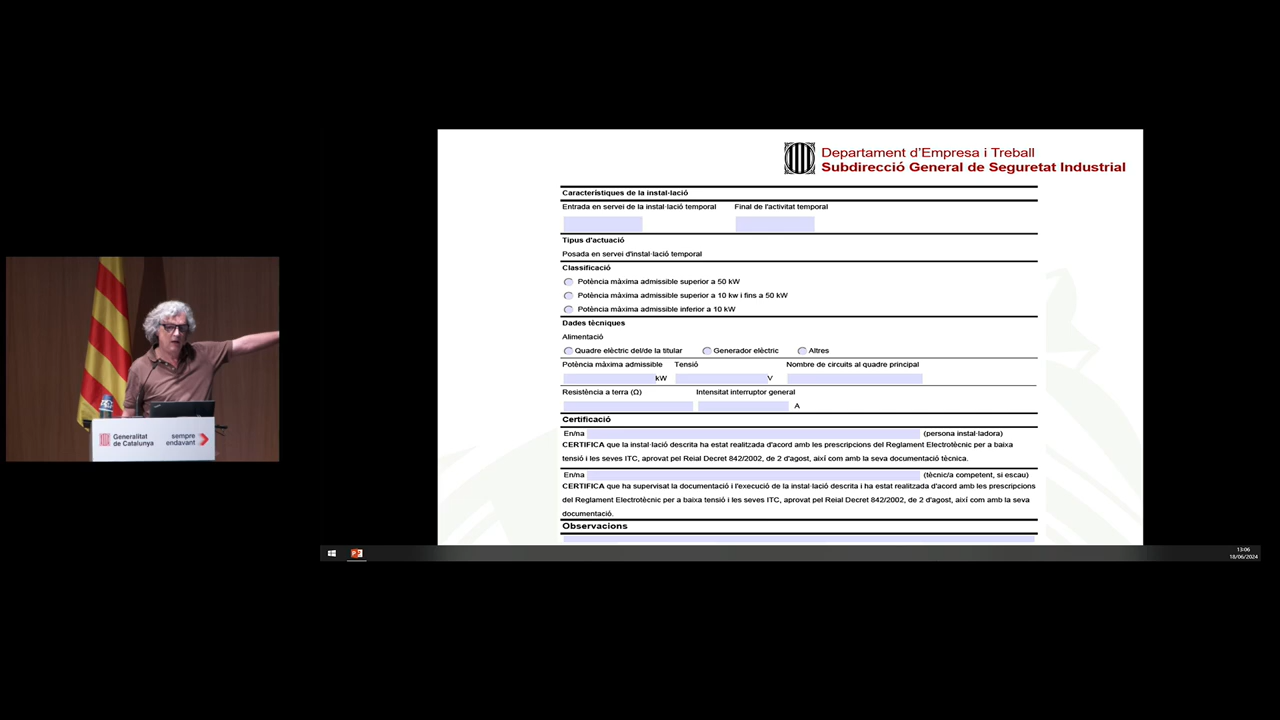 Departament d'Empresa i Treball
Subdirecció General de Seguretat Industrial
Característiques de la instal·lació
Entrada en servei de la instal·lació temporal Final de l'activitat temporal
Tipus d'actuació
Posada en servei d'instal·lació temporal
Classificació
Potència màxima admissible superior a 50 kW
Potència màxima admissible superior a 10 kw i fins a 50 kW
Potència màxima admissible inferior a 10 kW
Dades tècniques
Alimentació
Quadre elèctric del/de la titular Generador elèctric Altres
Potència màxima admissible Tensió Nombre de circuits al quadre principal
kW V
Resistència a terra (Ω) Intensitat interruptor general
A
Certificació
En/na (persona instal·ladora)
CERTIFICA que la instal·lació descrita ha estat realitzada d'acord amb les prescripcions del Reglament Electrotècnic per a baixa
tensió i les seves ITC, aprovat pel Reial Decret 842/2002, de 2 d'agost, així com amb la seva documentació tècnica.
En/na (tècnic/a competent, si escau)
CERTIFICA que ha supervisat la documentació i l'execució de la instal·lació descrita i ha estat realitzada d'acord amb les prescripcions
del Reglament Electrotècnic per a baixa tensió i les seves ITC, aprovat pel Reial Decret 842/2002, de 2 d'agost, així com amb la seva
documentació.
Observacions
Generalitat
de Catalunya
sempre
endavant
13:06
18/06/2024